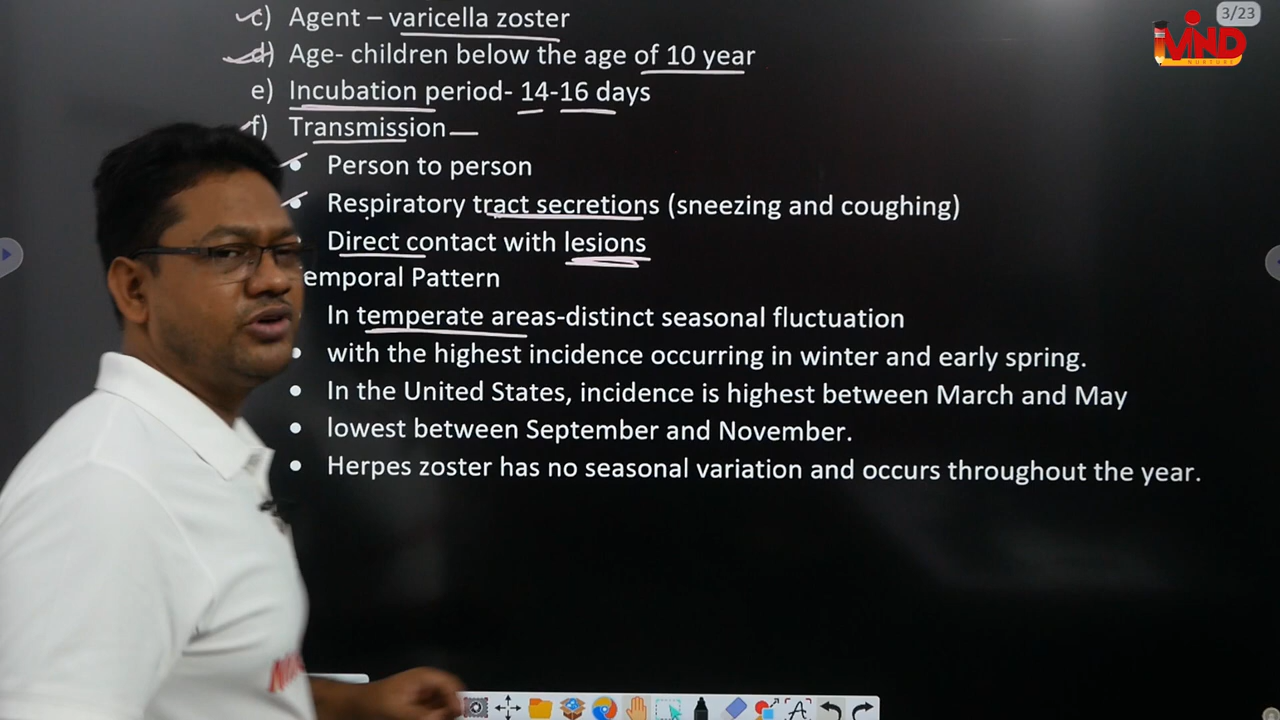 3/23
MIND
NURTURE
c) Agent – varicella zoster
d) Age- children below the age of 10 year
e) Incubation period- 14-16 days
f) Transmission
• Person to person
• Respiratory tract secretions (sneezing and coughing)
Direct contact with lesions
emporal Pattern
In temperate areas-distinct seasonal fluctuation
• with the highest incidence occurring in winter and early spring.
• In the United States, incidence is highest between March and May
• lowest between September and November.
• Herpes zoster has no seasonal variation and occurs throughout the year.